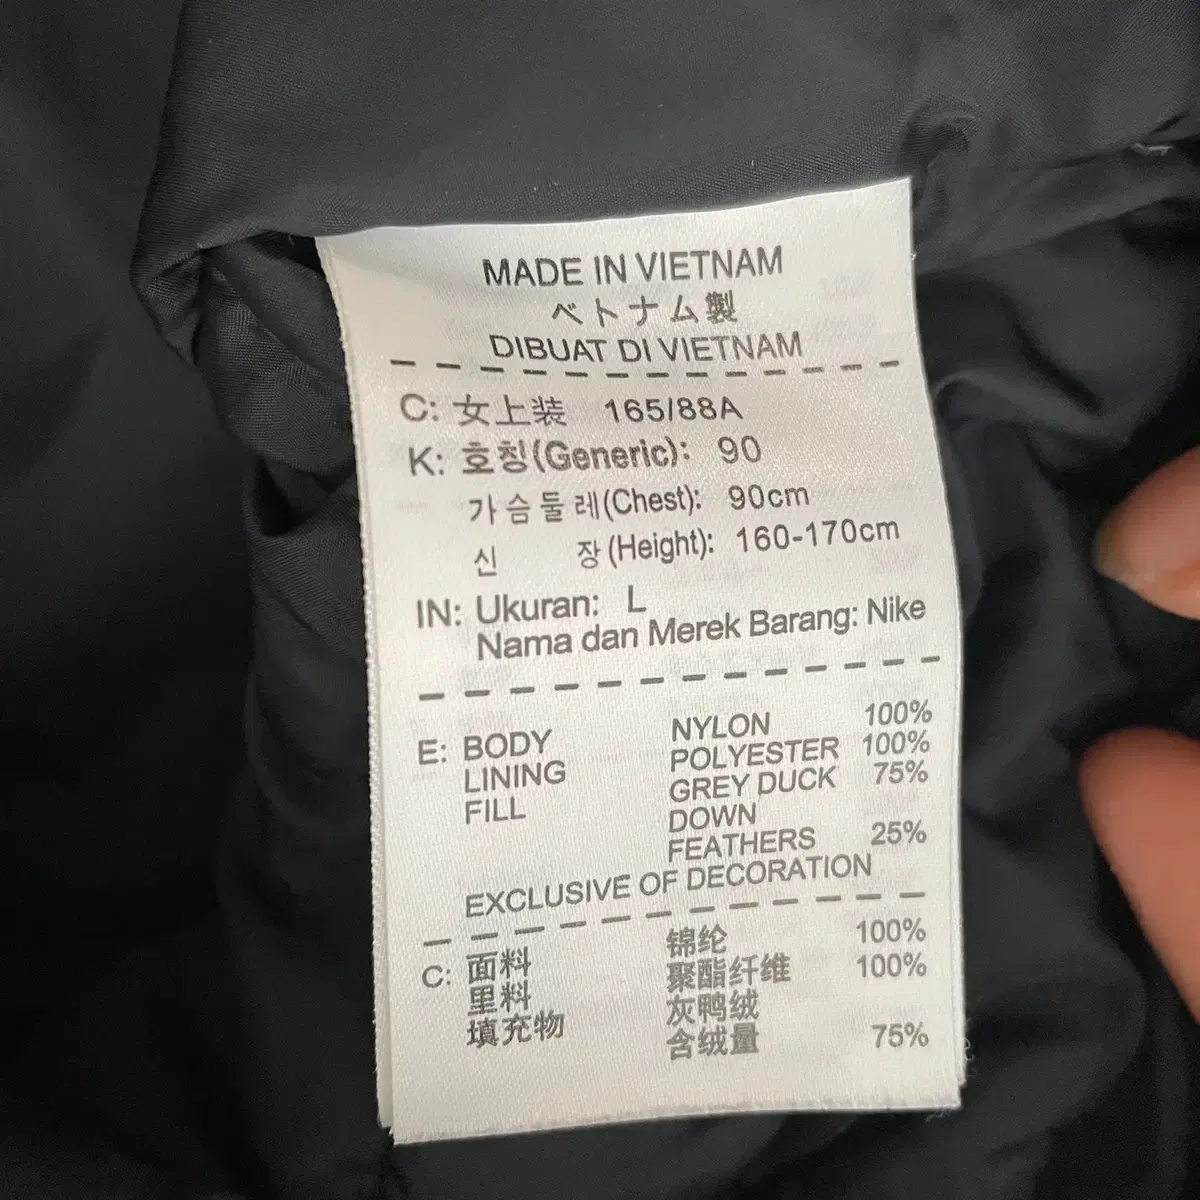 MADE IN VIETNAM
ベトナム製
DIBUAT DI VIETNAM
C: 女上装 165/88A
K: 호칭(Generic): 90
가슴둘레(Chest): 90cm
신 장(Height): 160-170cm
IN: Ukuran: L
Nama dan Merek Barang: Nike
E: BODY NYLON 100%
LINING POLYESTER 100%
FILL GREY DUCK 75%
DOWN
FEATHERS 25%
EXCLUSIVE OF DECORATION
C: 面料 锦纶 100%
里料 聚酯纤维 100%
填充物 灰鸭绒
含绒量 75%